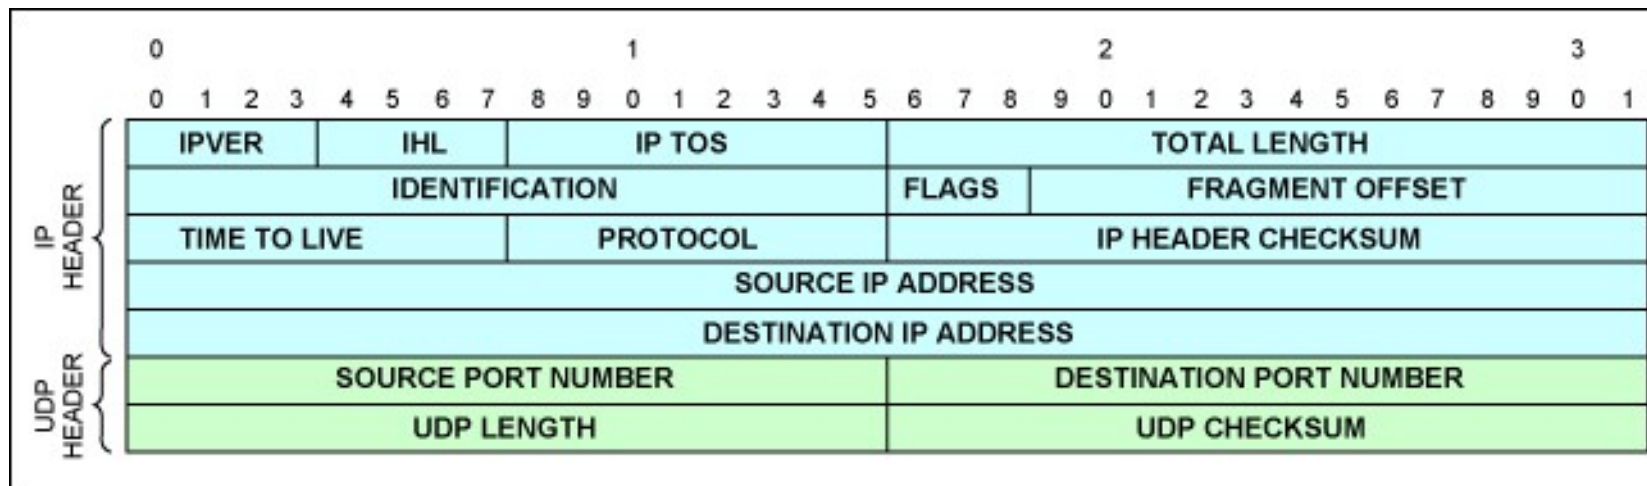 0 1 2 3
0 1 2 3 4 5 6 7 8 9 0 1 2 3 4 5 6 7 8 9 0 1 2 3 4 5 6 7 8 9 0 1
IP
HEADER
IPVER IHL IP TOS TOTAL LENGTH
IDENTIFICATION FLAGS FRAGMENT OFFSET
TIME TO LIVE PROTOCOL IP HEADER CHECKSUM
SOURCE IP ADDRESS
DESTINATION IP ADDRESS
UDP
HEADER
SOURCE PORT NUMBER DESTINATION PORT NUMBER
UDP LENGTH UDP CHECKSUM